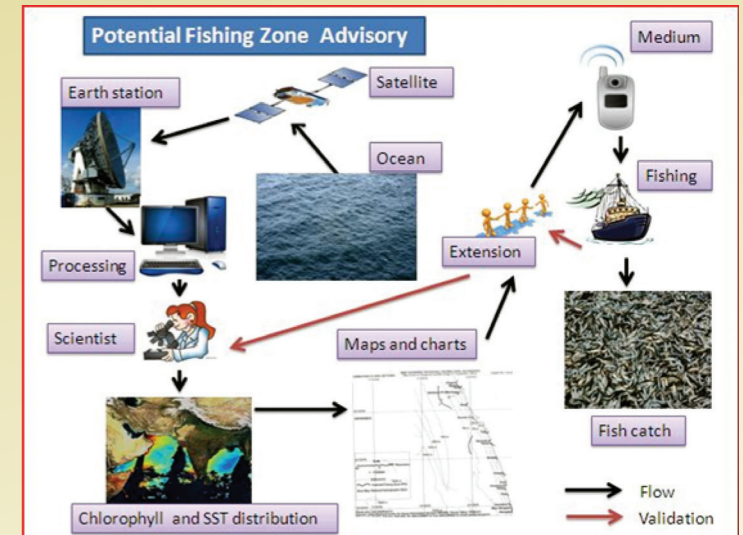 Potential Fishing Zone Advisory
Medium
Earth station
Satellite
Ocean
Fishing
Extension
Processing
Scientist
Maps and charts
Fish catch
Chlorophyll and SST distribution
Flow
Validation